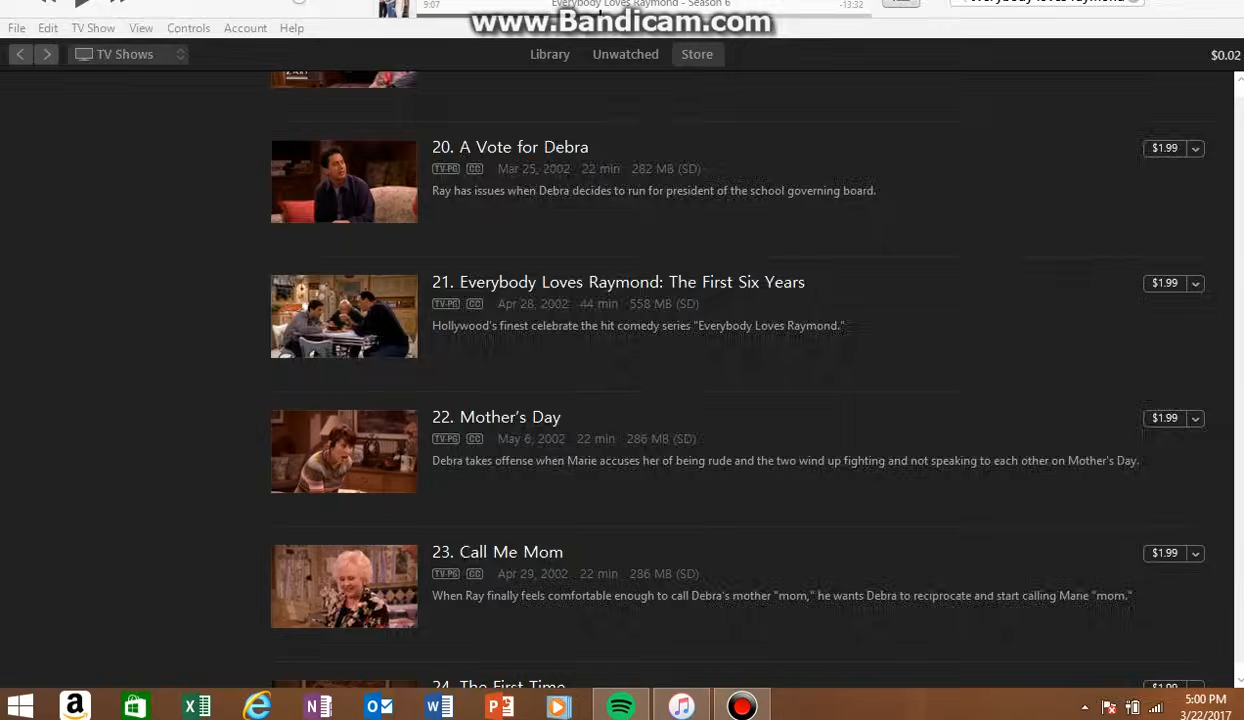 9:07
Everybody Loves Raymond - Season 6
-13:32
everybody loves raymond
www.Bandicam.com
File Edit TV Show View Controls Account Help
< > TV Shows Library Unwatched Store $0.02
20. A Vote for Debra $1.99
TV-PG CC Mar 25, 2002 22 min 282 MB (SD)
Ray has issues when Debra decides to run for president of the school governing board.
21. Everybody Loves Raymond: The First Six Years $1.99
TV-PG CC Apr 28, 2002 44 min 558 MB (SD)
Hollywood's finest celebrate the hit comedy series "Everybody Loves Raymond."
22. Mother's Day $1.99
TV-PG CC May 6, 2002 22 min 286 MB (SD)
Debra takes offense when Marie accuses her of being rude and the two wind up fighting and not speaking to each other on Mother's Day.
23. Call Me Mom $1.99
TV-PG CC Apr 29, 2002 22 min 286 MB (SD)
When Ray finally feels comfortable enough to call Debra's mother "mom," he wants Debra to reciprocate and start calling Marie "mom."
24. The First Time $1.99
5:00 PM
3/22/2017